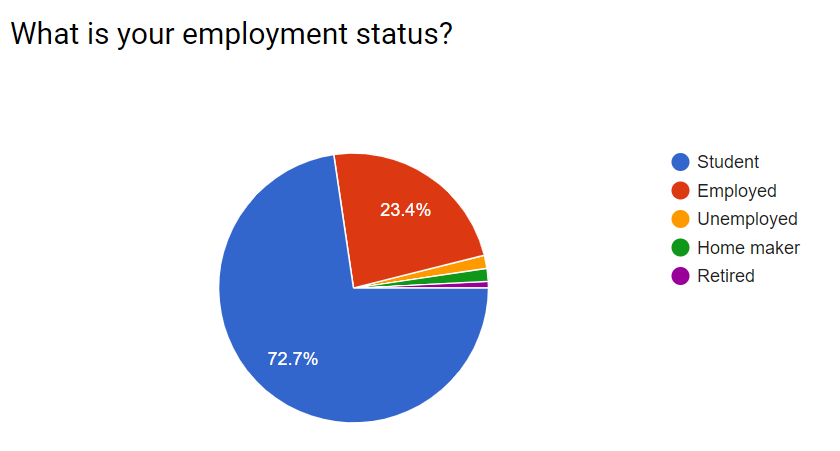 What is your employment status?
23.4%
72.7%
Student
Employed
Unemployed
Home maker
Retired